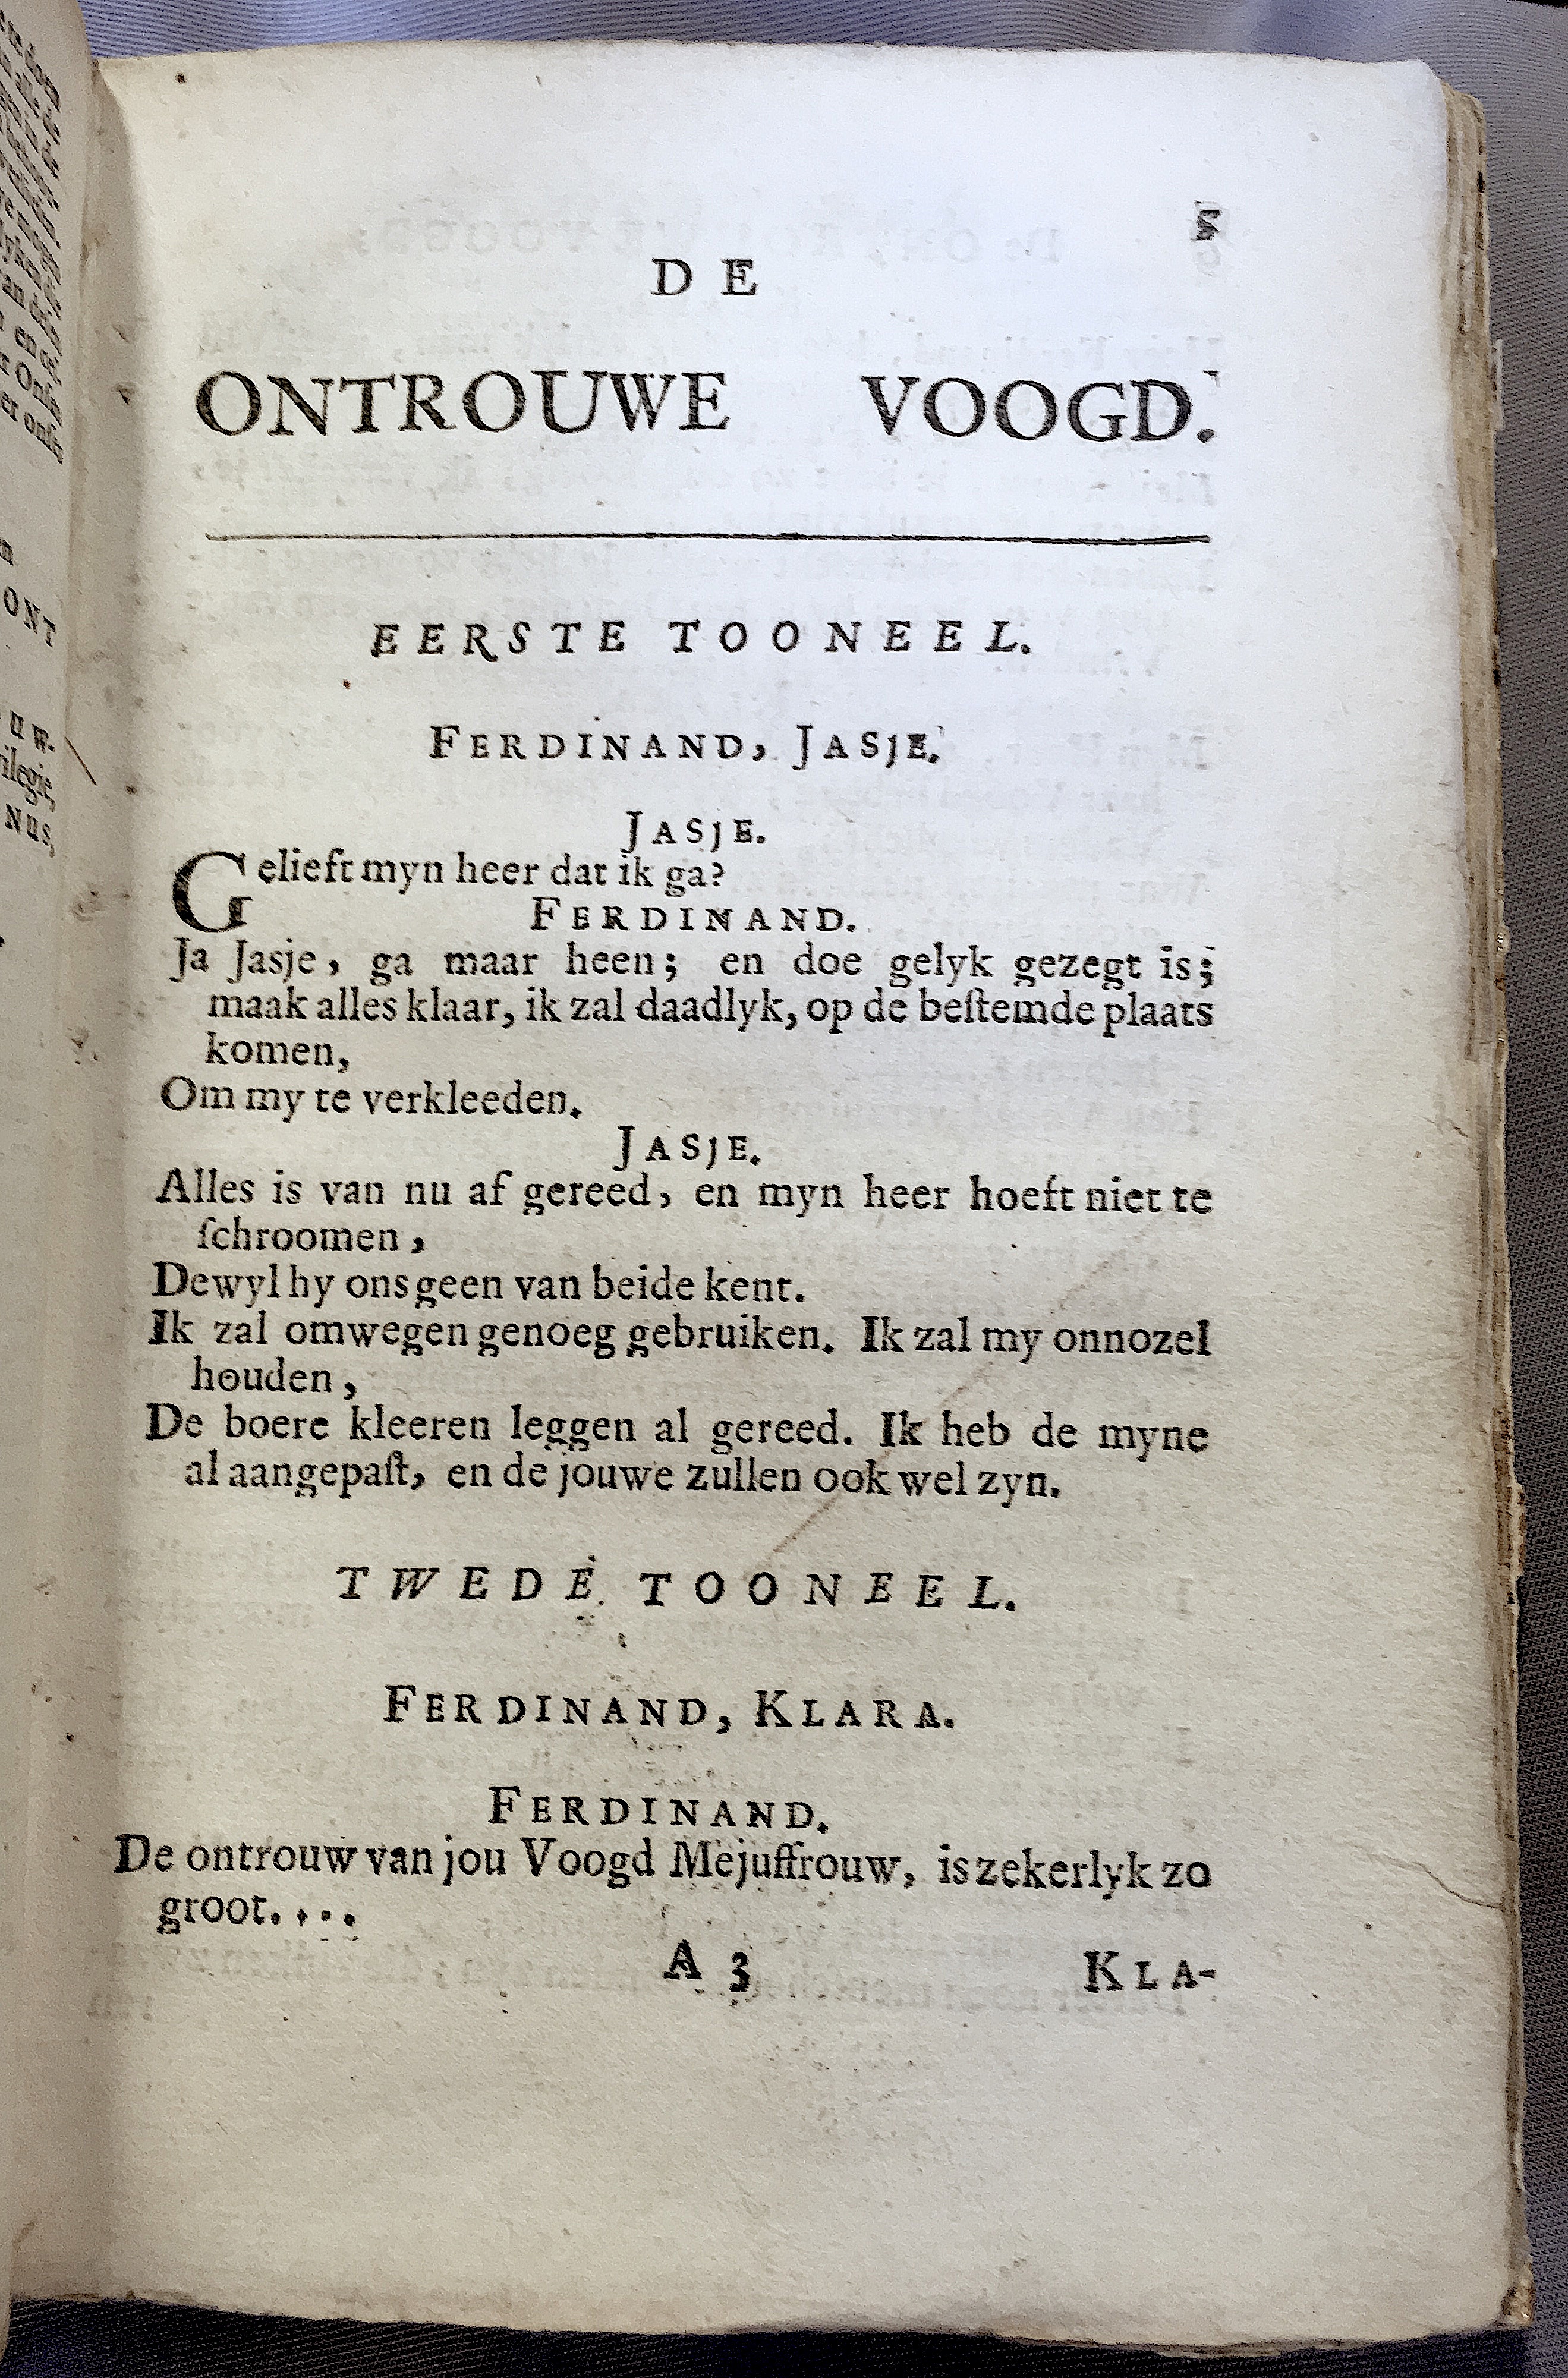 5
DE
ONTROUWE VOOGD.
EERSTE TOONEEL.
FERDINAND, JASJE.
JASJE.
Gelieft myn heer dat ik ga?
FERDINAND.
Ja Jasje, ga maar heen; en doe gelyk gezegt is;
maak alles klaar, ik zal daadlyk, op de beſtemde plaats
komen,
Om my te verkleeden.
JASJE.
Alles is van nu af gereed, en myn heer hoeft niet te
ſchroomen,
Dewyl hy ons geen van beide kent.
Ik zal omwegen genoeg gebruiken. Ik zal my onnozel
houden,
De boere kleeren leggen al gereed. Ik heb de myne
al aangepaſt, en de jouwe zullen ook wel zyn.
TWEDE TOONEEL.
FERDINAND, KLARA.
FERDINAND.
De ontrouw van jou Voogd Mejuffrouw, is zekerlyk zo
groot....
A 3 KLA-